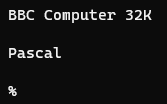 BBC Computer 32K
Pascal
%